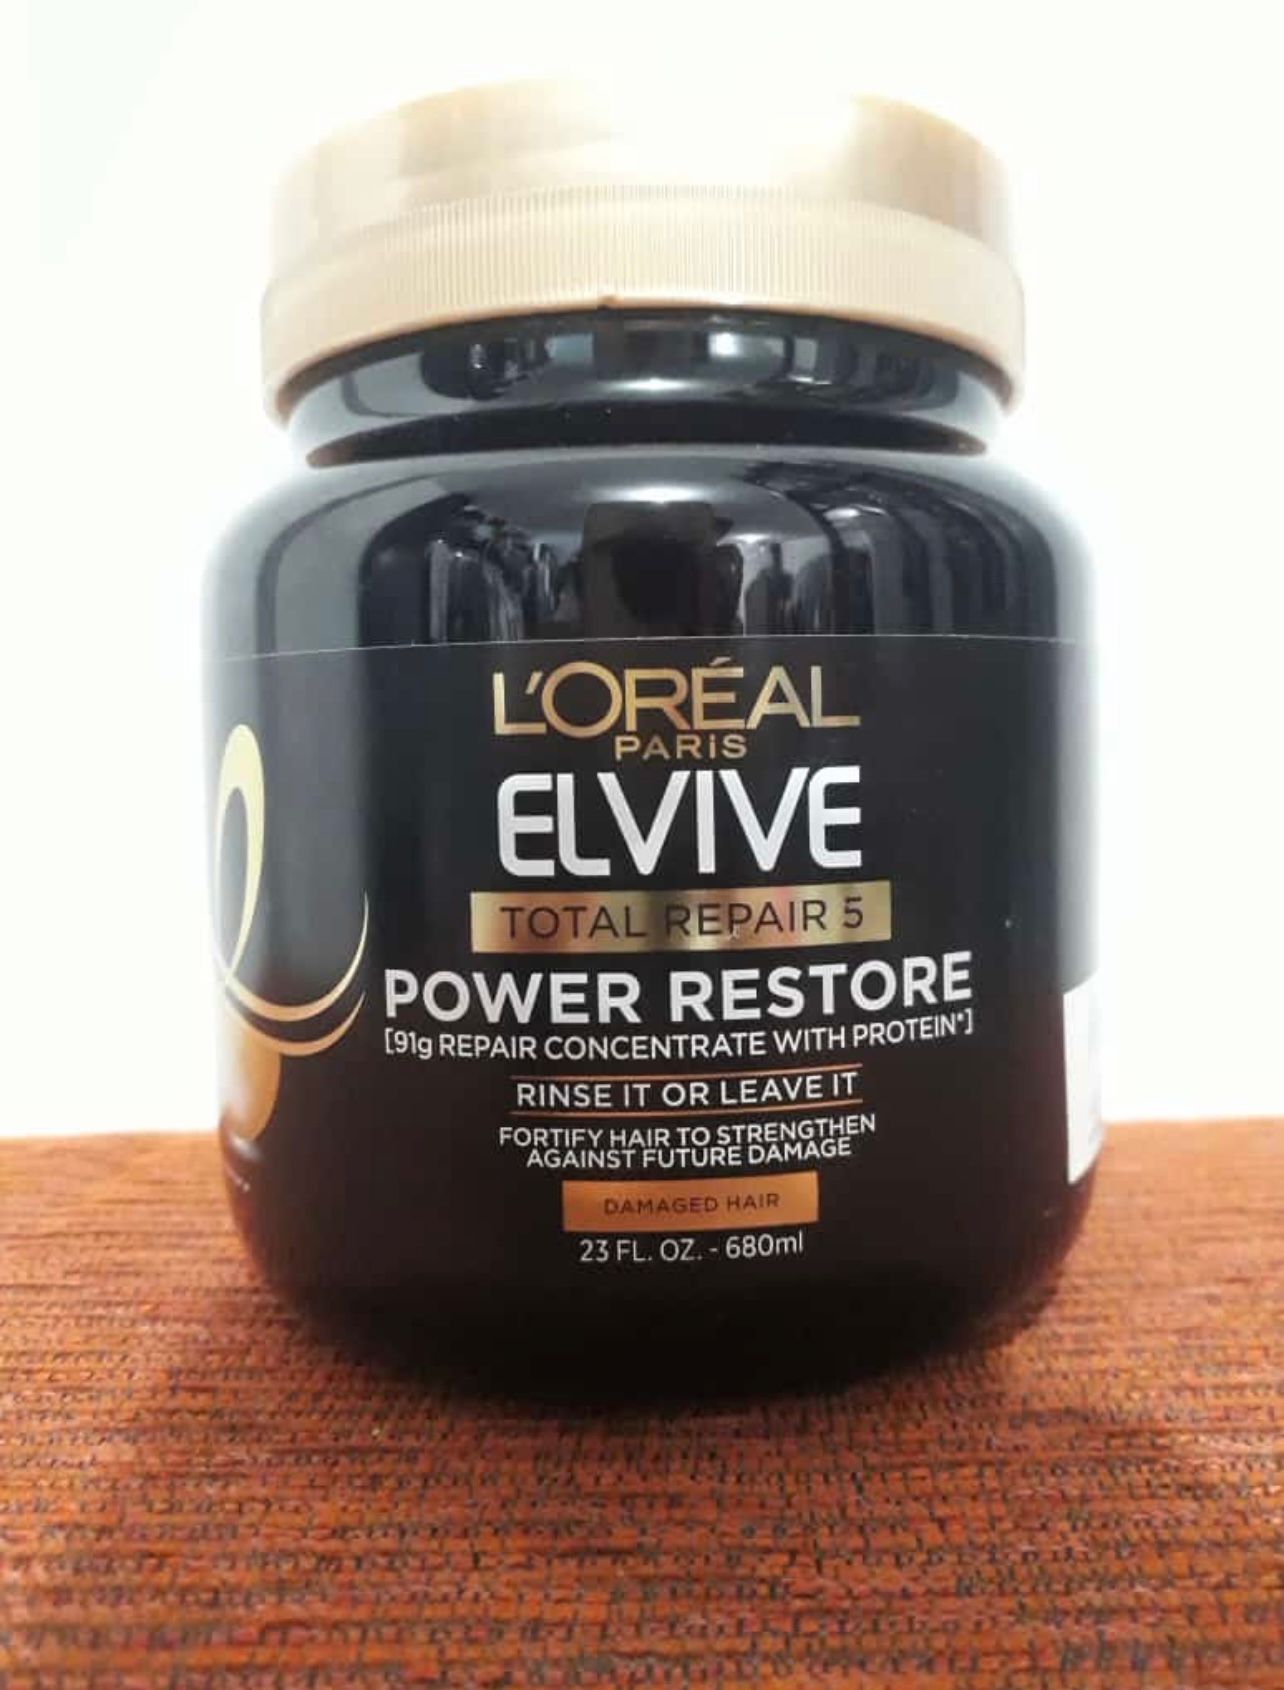 L'ORÉAL
PARIS
ELVIVE
TOTAL REPAIR 5
POWER RESTORE
[91g REPAIR CONCENTRATE WITH PROTEIN*]
RINSE IT OR LEAVE IT
FORTIFY HAIR TO STRENGTHEN
AGAINST FUTURE DAMAGE
DAMAGED HAIR
23 FL. OZ. - 680ml